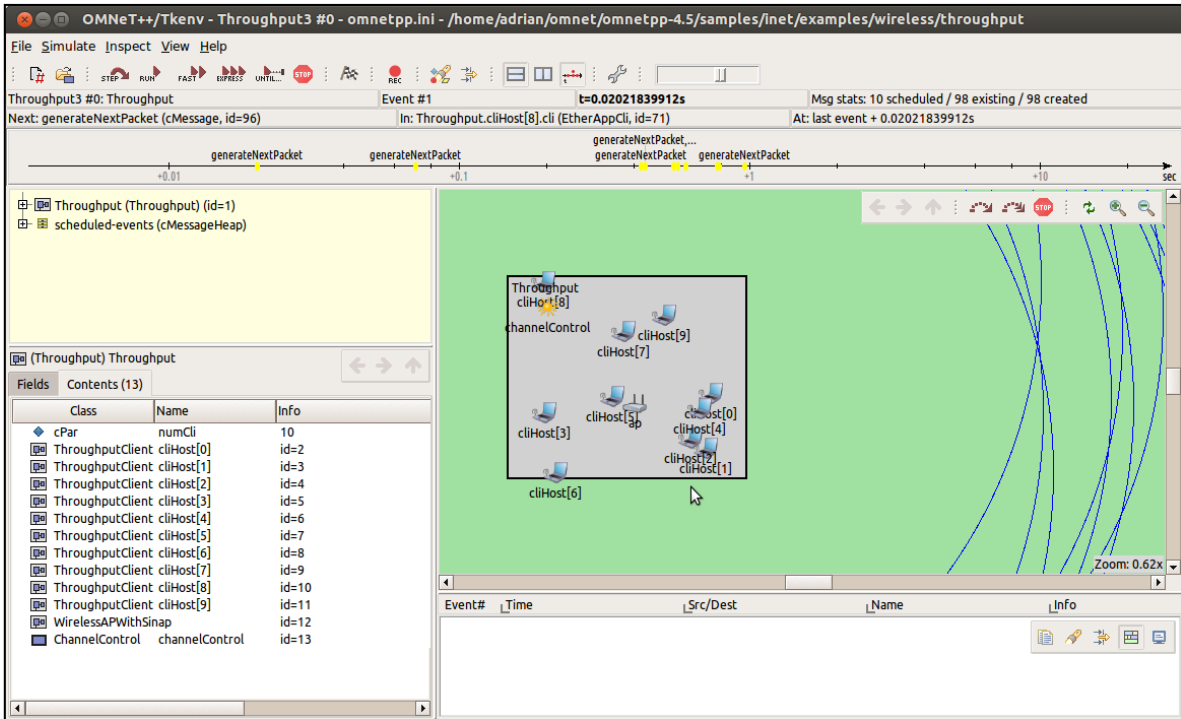 OMNeT++/Tkenv - Throughput3 #0 - omnetpp.ini - /home/adrian/omnet/omnetpp-4.5/samples/inet/examples/wireless/throughput
File Simulate Inspect View Help
STEP RUN FAST EXPRESS UNTIL... STOP REC
Throughput3 #0: Throughput Event #1 t=0.02021839912s Msg stats: 10 scheduled / 98 existing / 98 created
Next: generateNextPacket (cMessage, id=96) In: Throughput.cliHost[8].cli (EtherAppCli, id=71) At: last event + 0.02021839912s
generateNextPacket,...
generateNextPacket generateNextPacket generateNextPacket generateNextPacket
+0.01 +0.1 +1 +10 sec
Throughput (Throughput) (id=1)
scheduled-events (cMessageHeap)
STOP
Throughput
cliHost[8]
channelControl
cliHost[9]
cliHost[7]
cliHost[5]
ap
cliHost[0]
cliHost[3]
cliHost[4]
cliHost[2]
cliHost[1]
cliHost[6]
Zoom: 0.62x
(Throughput) Throughput
Fields Contents (13)
Class Name Info
cPar numCli 10
ThroughputClient cliHost[0] id=2
ThroughputClient cliHost[1] id=3
ThroughputClient cliHost[2] id=4
ThroughputClient cliHost[3] id=5
ThroughputClient cliHost[4] id=6
ThroughputClient cliHost[5] id=7
ThroughputClient cliHost[6] id=8
ThroughputClient cliHost[7] id=9
ThroughputClient cliHost[8] id=10
ThroughputClient cliHost[9] id=11
WirelessAPWithSinap id=12
ChannelControl channelControl id=13
Event# Time Src/Dest Name Info